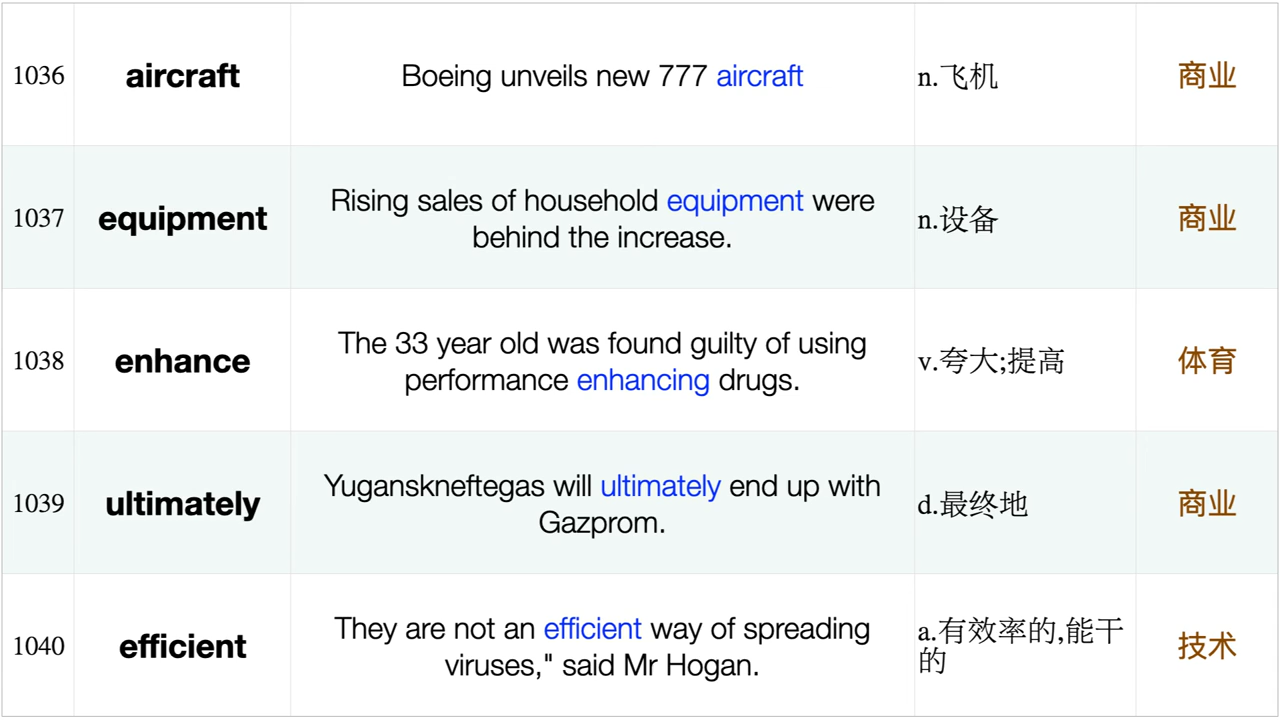 1036 aircraft Boeing unveils new 777 aircraft n.飞机 商业
1037 equipment Rising sales of household equipment were n.设备 商业
behind the increase.
1038 enhance The 33 year old was found guilty of using v.夸大;提高 体育
performance enhancing drugs.
1039 ultimately Yuganskneftegas will ultimately end up with d.最终地 商业
Gazprom.
1040 efficient They are not an efficient way of spreading a.有效率的,能干 技术
viruses," said Mr Hogan. 的